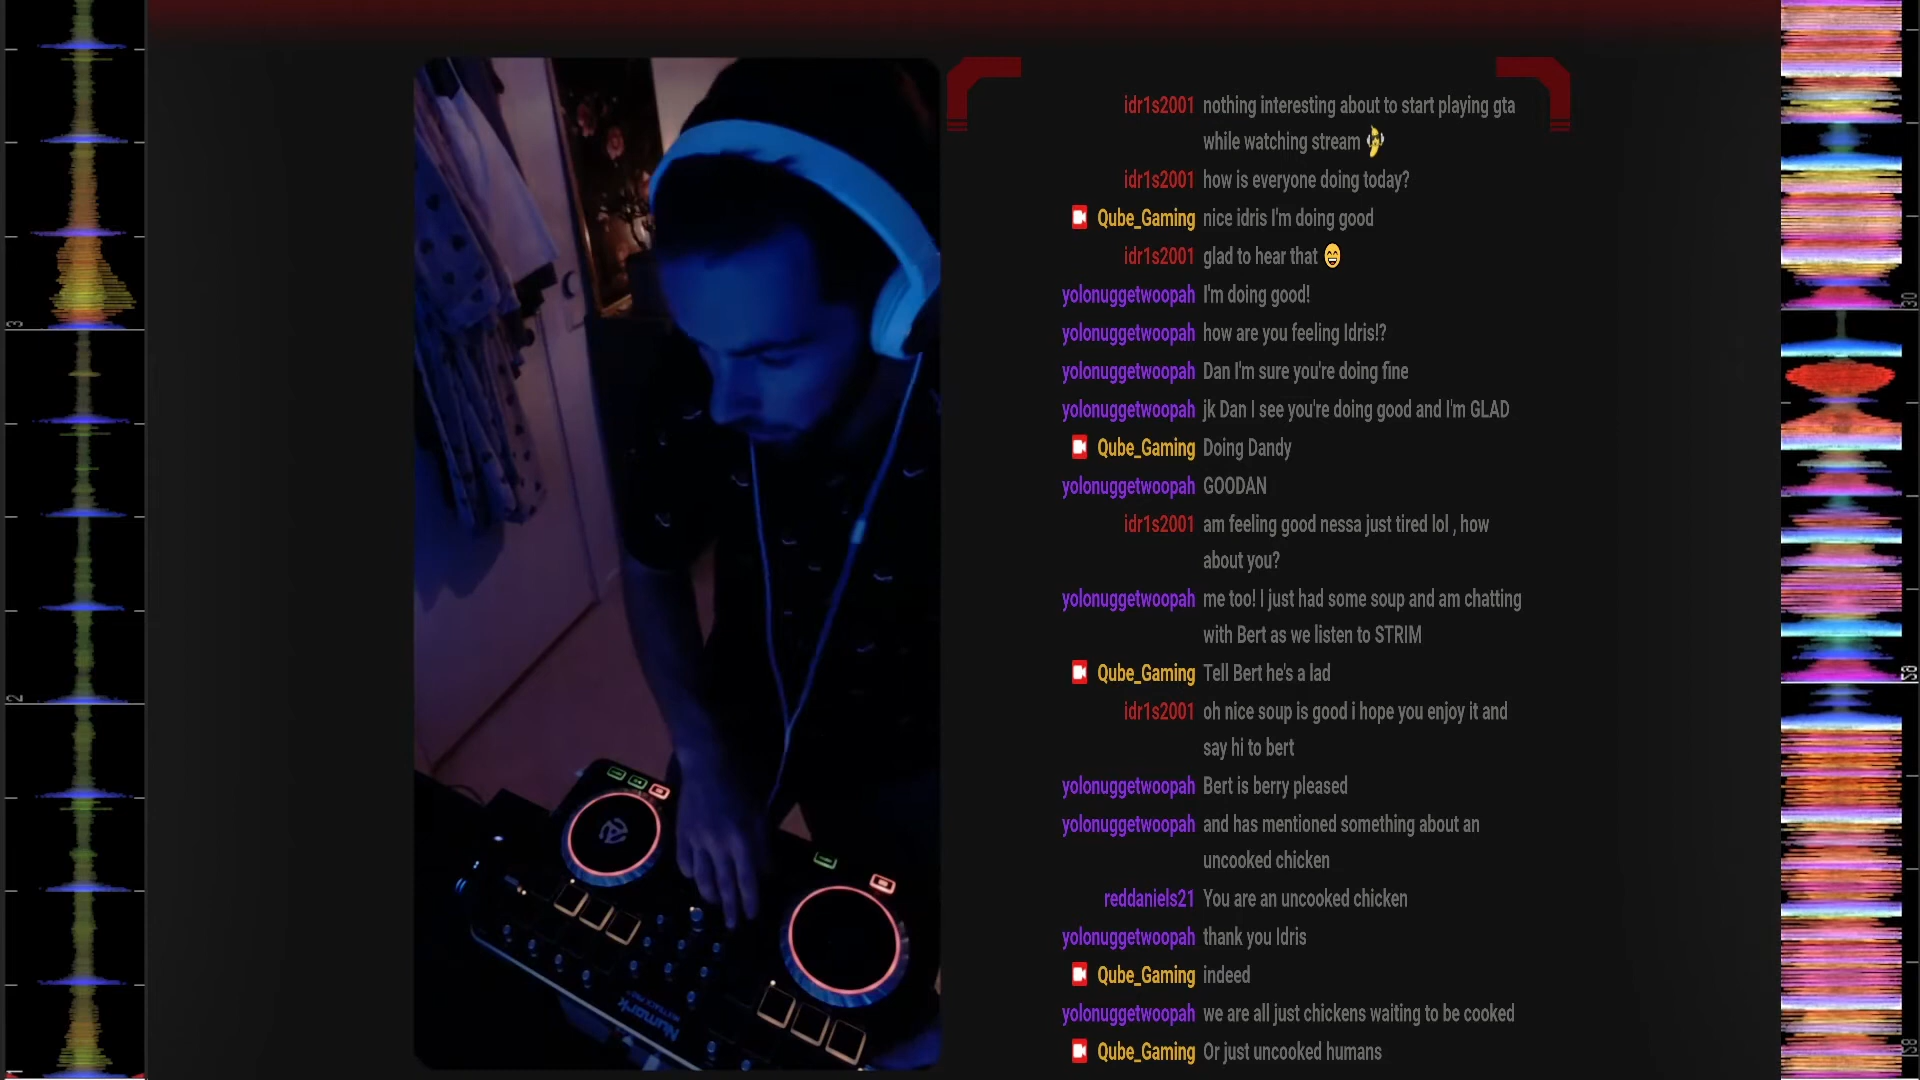 idr1s2001 nothing interesting about to start playing gta
while watching stream
idr1s2001 how is everyone doing today?
Qube_Gaming nice idris I'm doing good
idr1s2001 glad to hear that 😁
yolonuggetwoopah I'm doing good!
yolonuggetwoopah how are you feeling Idris!?
yolonuggetwoopah Dan I'm sure you're doing fine
yolonuggetwoopah jk Dan I see you're doing good and I'm GLAD
Qube_Gaming Doing Dandy
yolonuggetwoopah GOODAN
idr1s2001 am feeling good nessa just tired lol , how
about you?
yolonuggetwoopah me too! I just had some soup and am chatting
with Bert as we listen to STRIM
Qube_Gaming Tell Bert he's a lad
idr1s2001 oh nice soup is good i hope you enjoy it and
say hi to bert
yolonuggetwoopah Bert is berry pleased
yolonuggetwoopah and has mentioned something about an
uncooked chicken
reddaniels21 You are an uncooked chicken
yolonuggetwoopah thank you Idris
Qube_Gaming indeed
yolonuggetwoopah we are all just chickens waiting to be cooked
Qube_Gaming Or just uncooked humans
3
2
1
30
29
28
Numark